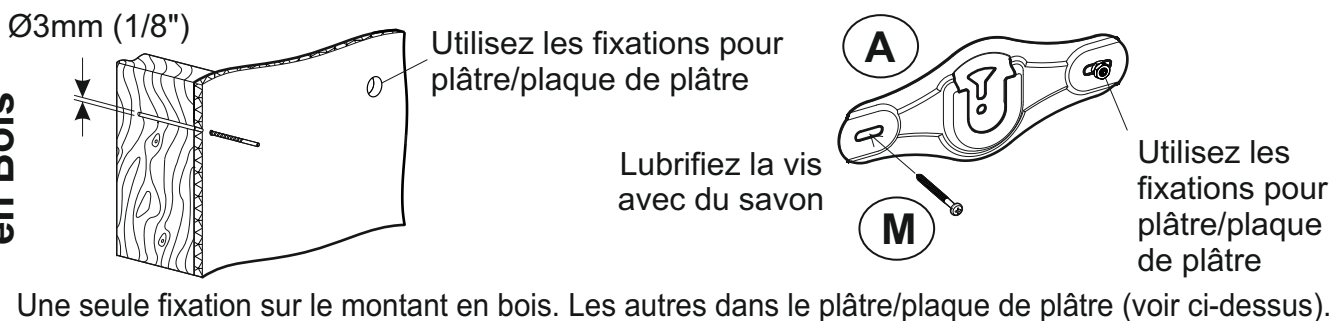 Ø3mm (1/8")
en Bois
Utilisez les fixations pour
plâtre/plaque de plâtre
A
Lubrifiez la vis
avec du savon
M
Utilisez les
fixations pour
plâtre/plaque
de plâtre
Une seule fixation sur le montant en bois. Les autres dans le plâtre/plaque de plâtre (voir ci-dessus).